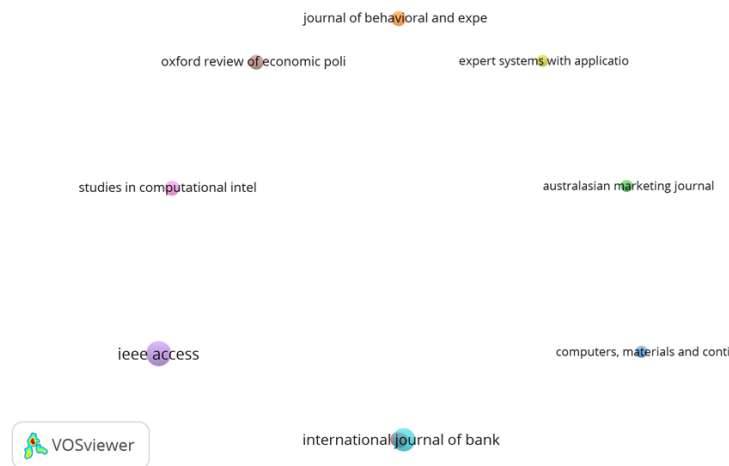 journal of behavioral and expe
oxford review of economic poli
expert systems with applicatio
studies in computational intel
australasian marketing journal
ieee access
computers, materials and conti
international journal of bank
VOSviewer